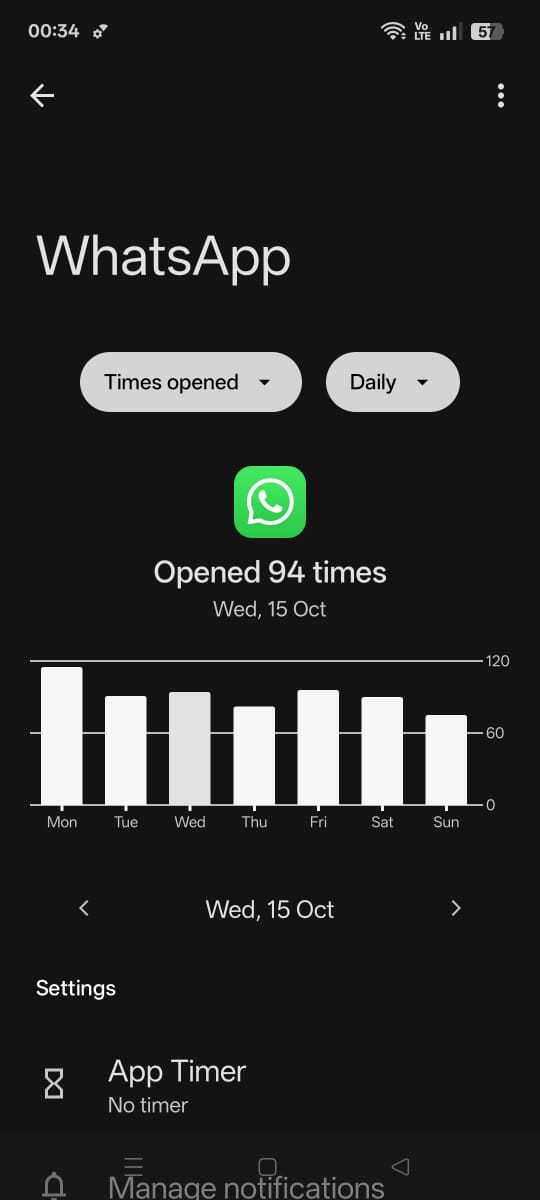 00:34 Vo LTE 57
WhatsApp
Times opened Daily
Opened 94 times
Wed, 15 Oct
120
60
0
Mon Tue Wed Thu Fri Sat Sun
Wed, 15 Oct
Settings
App Timer
No timer
Manage notifications